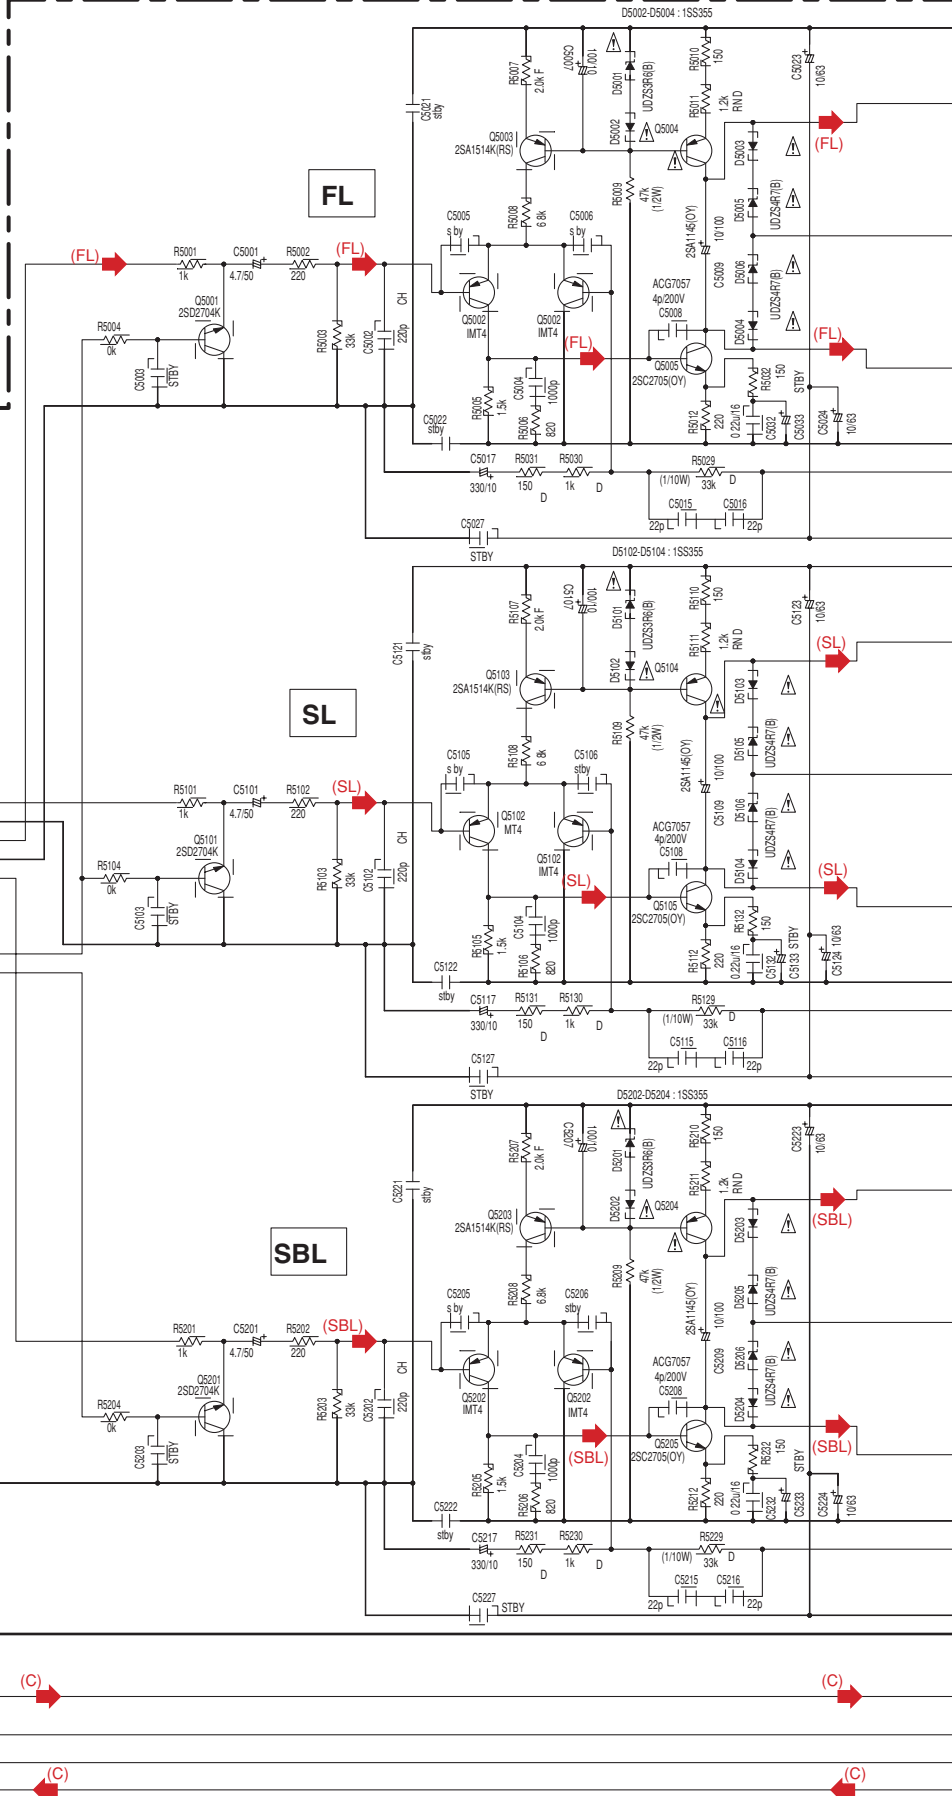 D5002-D5004 : 1SS355
R5007
2.0k F
C5007
100/10
D5001
UDZS3R6(B)
R5010
150
C5023
10/63
C5021
stby
R5011
1.2k
RN D
Q5003
2SA1514K(RS)
D5002
Q5004
(FL)
D5003
FL
R5008
6.8k
R5009
47k
(1/2W)
D5005
UDZS4R7(B)
C5005
s by
C5006
s by
2SA1145(OY)
10/100
C5009
(FL)
R5001
1k
C5001
4.7/50
R5002
220
(FL)
D5006
UDZS4R7(B)
Q5001
2SD2704K
CH
Q5002
IMT4
Q5002
IMT4
ACG7057
4p/200V
C5008
D5004
(FL)
R5004
0k
R5003
33k
C5002
220p
(FL)
Q5005
2SC2705(OY)
C5003
STBY
R5005
1.5k
C5004
1000p
R5006
820
R5032
150
STBY
R5012
220
0.22u/16
C5032
C5033
C5024
10/63
C5022
stby
C5017
330/10
R5031
150
D
R5030
1k
D
R5029
(1/10W)
33k
D
C5015
22p
C5016
22p
C5027
STBY
D5102-D5104 : 1SS355
R5107
2.0k F
C5107
100/10
D5101
UDZS3R6(B)
R5110
150
C5123
10/63
C5121
stby
R5111
1.2k
RN D
Q5103
2SA1514K(RS)
D5102
Q5104
(SL)
D5103
SL
R5108
6.8k
R5109
47k
(1/2W)
D5105
UDZS4R7(B)
C5105
s by
C5106
stby
2SA1145(OY)
10/100
C5109
R5101
1k
C5101
4.7/50
R5102
220
(SL)
D5106
UDZS4R7(B)
Q5101
2SD2704K
CH
Q5102
MT4
Q5102
IMT4
ACG7057
4p/200V
C5108
D5104
(SL)
R5104
0k
R5103
33k
C5102
220p
(SL)
Q5105
2SC2705(OY)
C5103
STBY
R5105
1.5k
C5104
1000p
R5106
820
R5132
150
STBY
R5112
220
0.22u/16
C5132
C5133
C5124
10/63
C5122
stby
C5117
330/10
R5131
150
D
R5130
1k
D
R5129
(1/10W)
33k
D
C5115
22p
C5116
22p
C5127
STBY
D5202-D5204 : 1SS355
R5207
2.0k F
C5207
100/10
D5201
UDZS3R6(B)
R5210
150
C5223
10/63
C5221
stby
R5211
1.2k
RN D
Q5203
2SA1514K(RS)
D5202
Q5204
(SBL)
D5203
SBL
R5208
6.8k
R5209
47k
(1/2W)
D5205
UDZS4R7(B)
C5205
s by
C5206
stby
2SA1145(OY)
10/100
C5209
R5201
1k
C5201
4.7/50
R5202
220
(SBL)
D5206
UDZS4R7(B)
Q5201
2SD2704K
CH
Q5202
IMT4
Q5202
IMT4
ACG7057
4p/200V
C5208
D5204
(SBL)
R5204
0k
R5203
33k
C5202
220p
(SBL)
Q5205
2SC2705(OY)
C5203
STBY
R5205
1.5k
C5204
1000p
R5206
820
R5232
150
STBY
R5212
220
0.22u/16
C5232
C5233
C5224
10/63
C5222
stby
C5217
330/10
R5231
150
D
R5230
1k
D
R5229
(1/10W)
33k
D
C5215
22p
C5216
22p
C5227
STBY
(C)
(C)
(C)
(C)